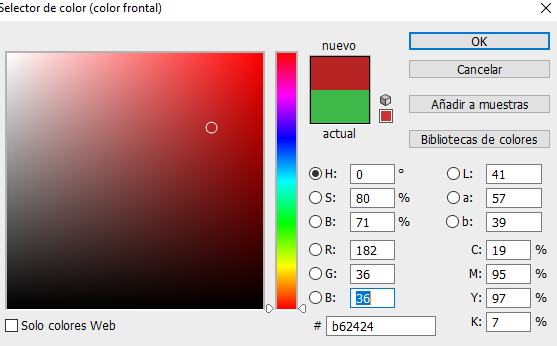 Selector de color (color frontal)
nuevo
actual
OK
Cancelar
Añadir a muestras
Bibliotecas de colores
H: 0 °
S: 80 %
B: 71 %
R: 182
G: 36
B: 36
L: 41
a: 57
b: 39
C: 19 %
M: 95 %
Y: 97 %
K: 7 %
# b62424
Solo colores Web